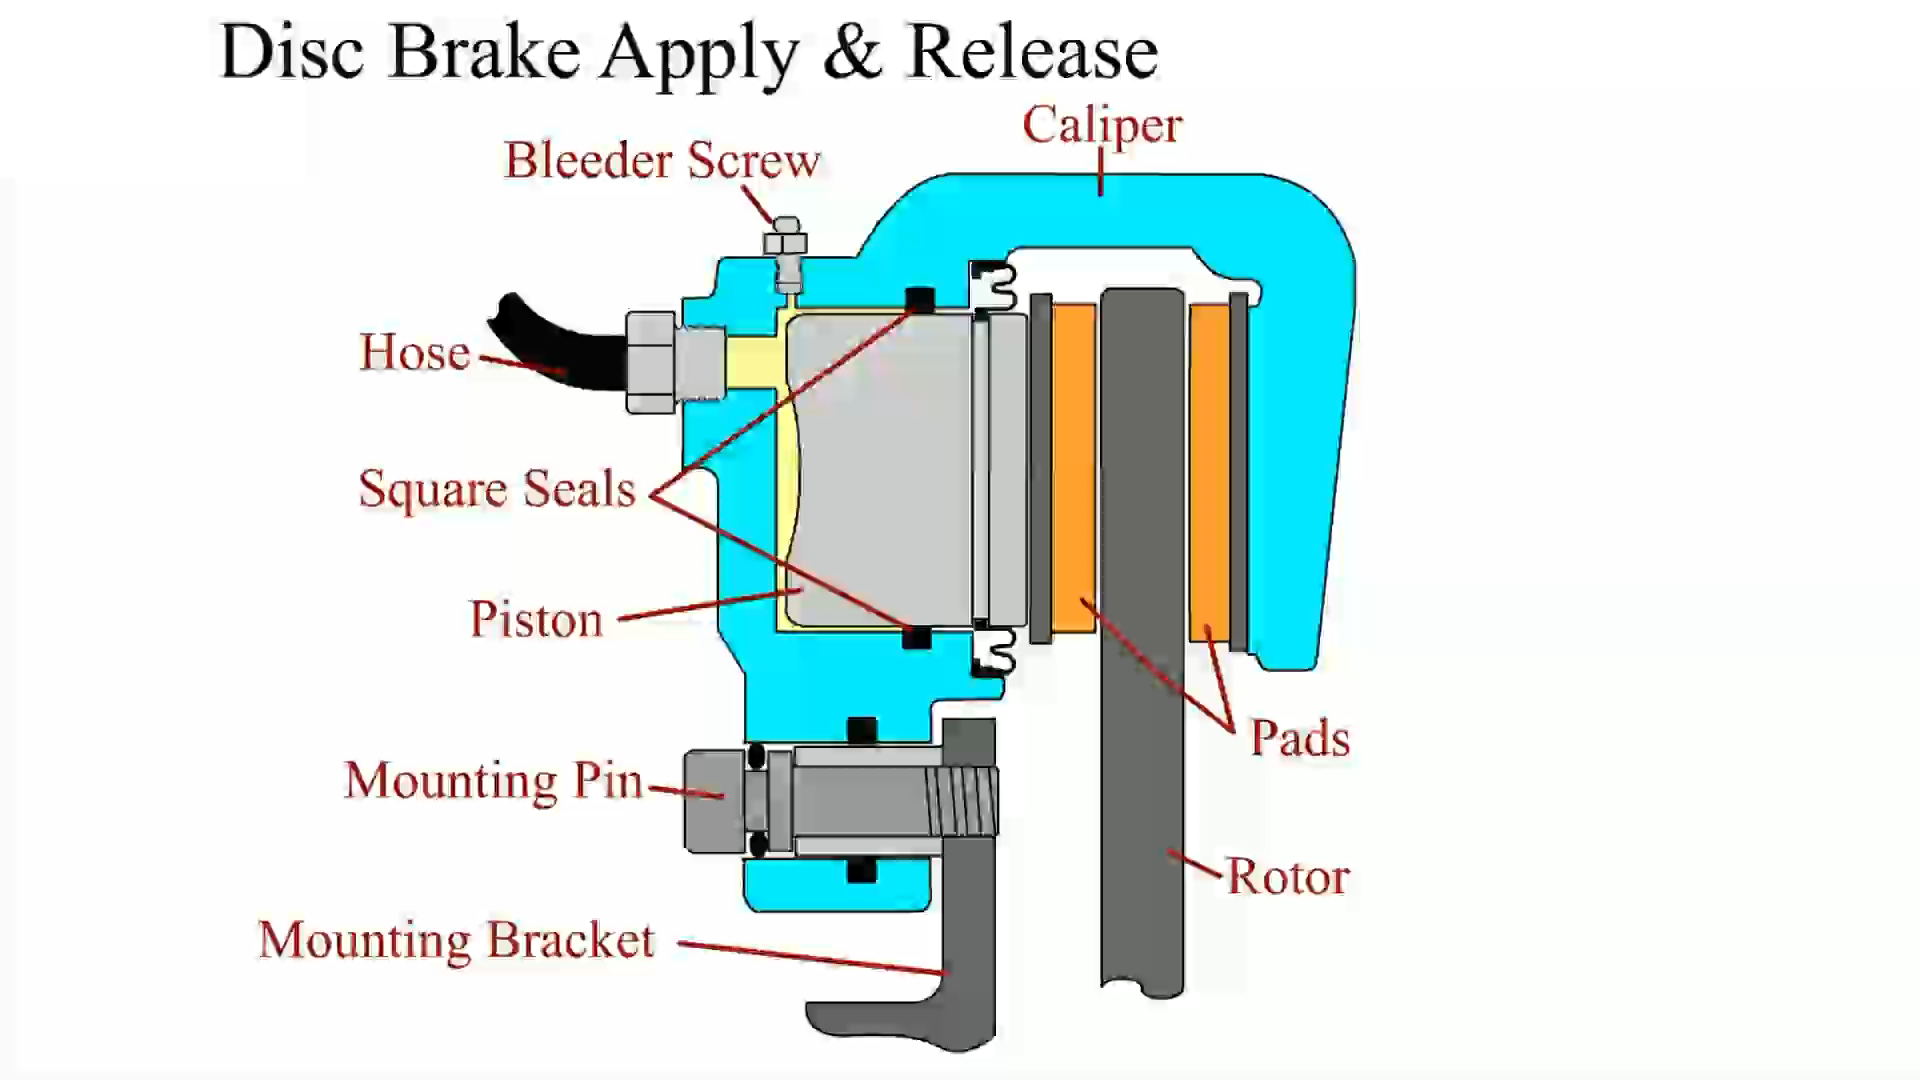 Disc Brake Apply & Release
Caliper
Bleeder Screw
Hose
Square Seals
Piston
Pads
Mounting Pin
Rotor
Mounting Bracket